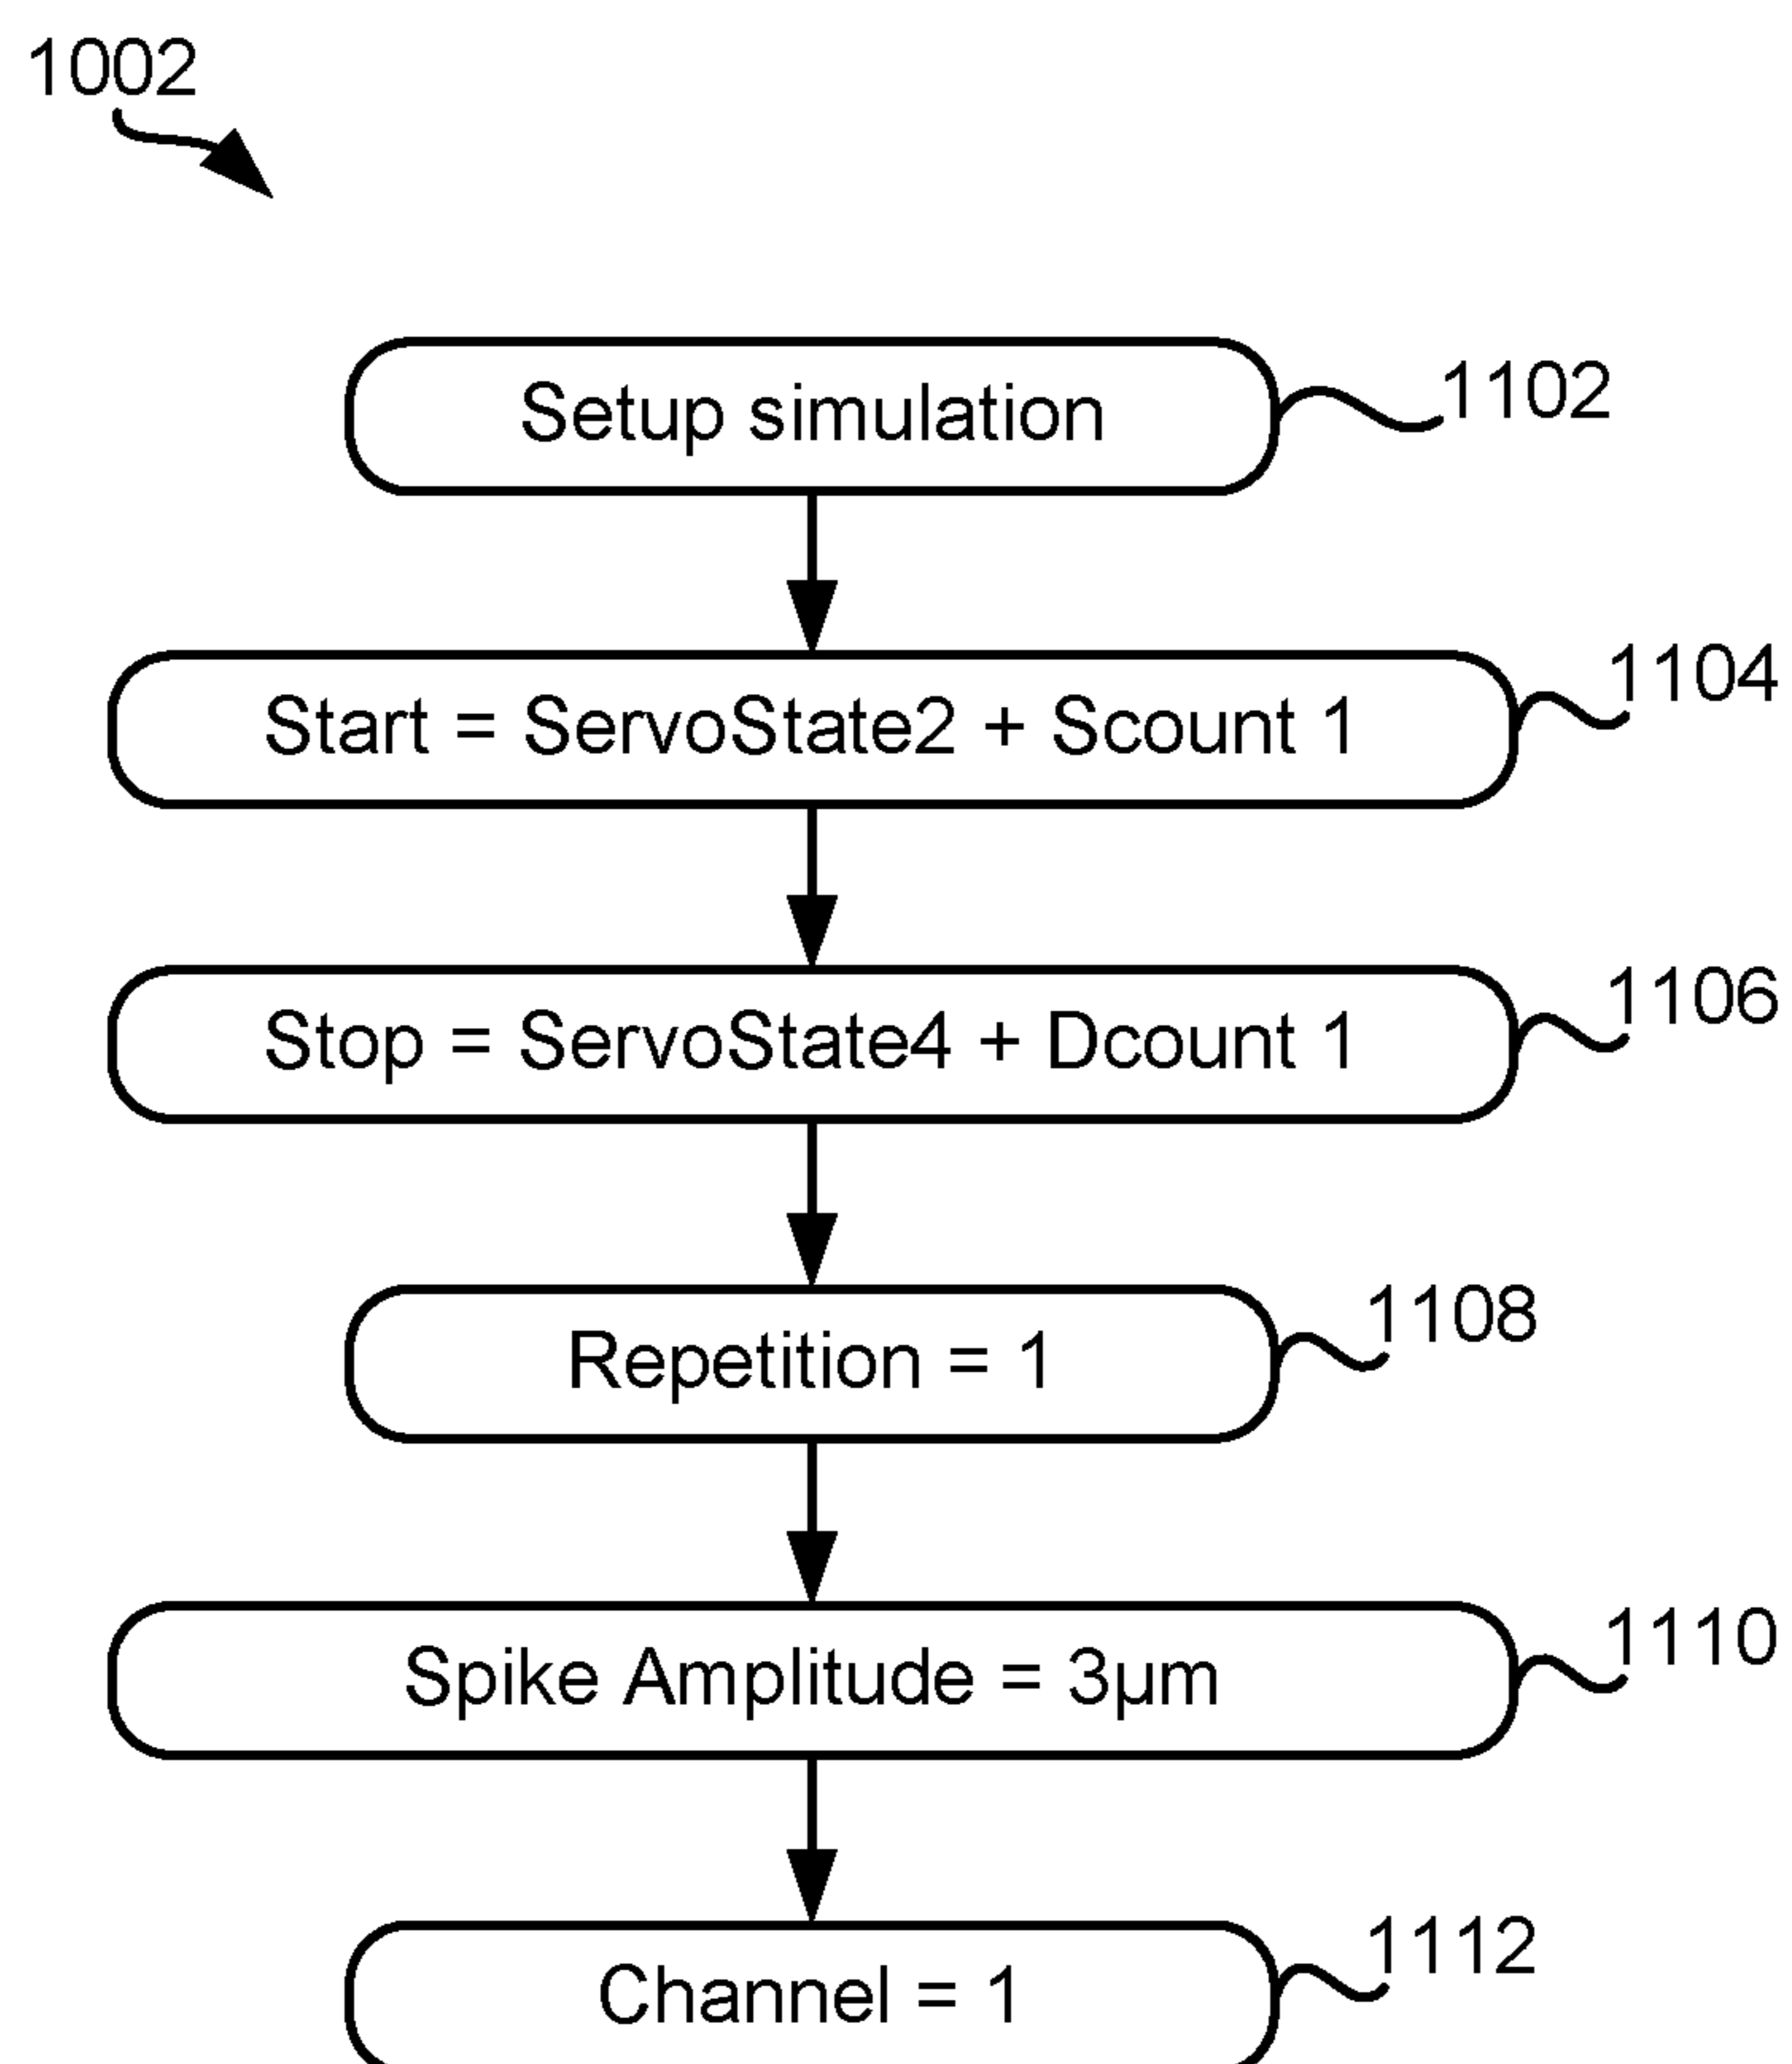 1002
Setup simulation
1102
Start = ServoState2 + Scount 1
1104
Stop = ServoState4 + Dcount 1
1106
Repetition = 1
1108
Spike Amplitude = 3µm
1110
Channel = 1
1112